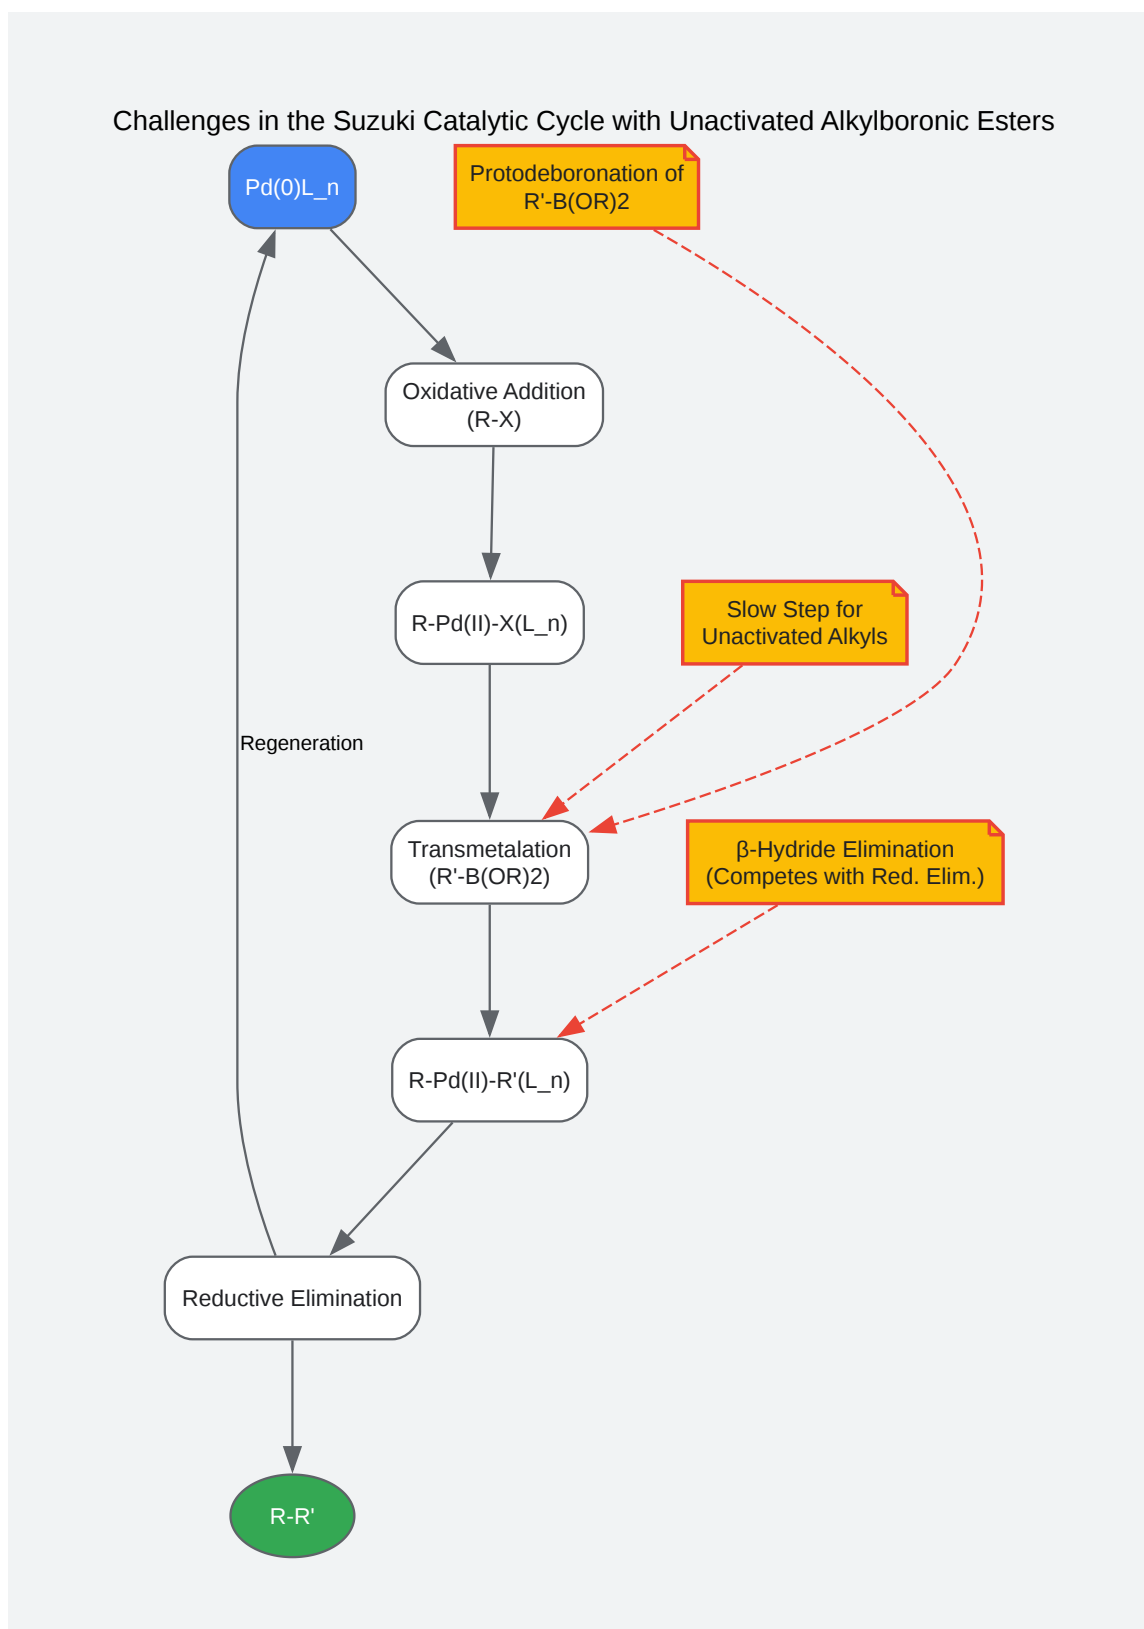 Challenges in the Suzuki Catalytic Cycle with Unactivated Alkylboronic Esters
Pd(0)L_n
Protodeboronation of
R'-B(OR)2
Oxidative Addition
(R-X)
R-Pd(II)-X(L_n)
Slow Step for
Unactivated Alkyls
Regeneration
Transmetalation
(R'-B(OR)2)
β-Hydride Elimination
(Competes with Red. Elim.)
R-Pd(II)-R'(L_n)
Reductive Elimination
R-R'